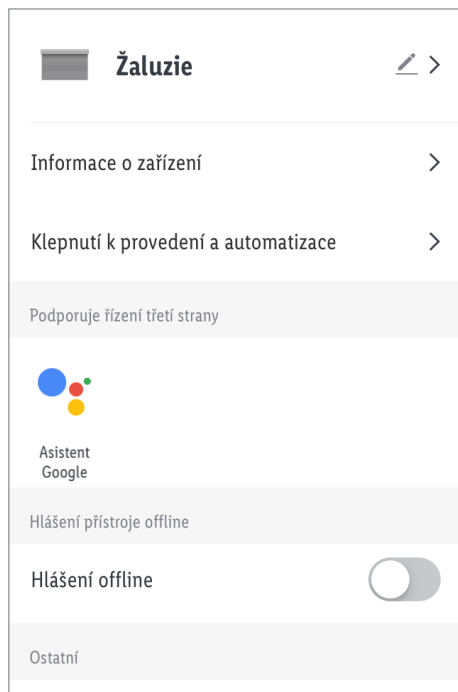 Žaluzie
Informace o zařízení
Klepnutí k provedení a automatizace
Podporuje řízení třetí strany
Asistent
Google
Hlášení přístroje offline
Hlášení offline
Ostatní